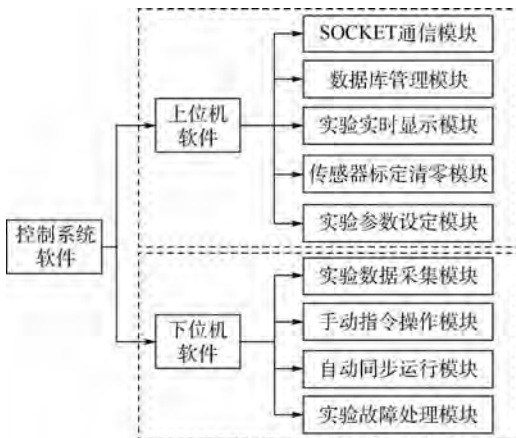 控制系统
软件
上位机
软件
SOCKET通信模块
数据库管理模块
实验实时显示模块
传感器标定清零模块
实验参数设定模块
下位机
软件
实验数据采集模块
手动指令操作模块
自动同步运行模块
实验故障处理模块